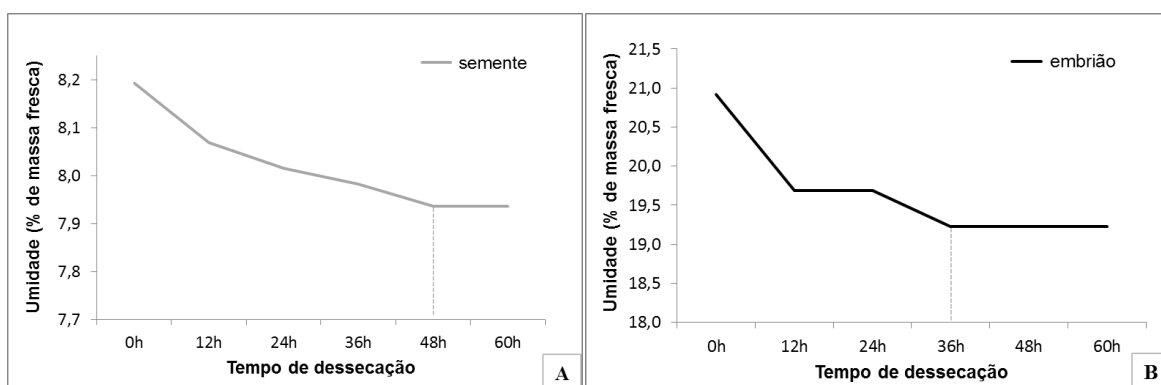 Umidade (% de massa fresca)
8,2
8,1
8,0
7,9
7,8
7,7
semente
0h 12h 24h 36h 48h 60h
Tempo de dessecação
A
Umidade (% de massa fresca)
21,0
20,5
20,0
19,5
19,0
18,5
18,0
embrião
0h 12h 24h 36h 48h 60h
Tempo de dessecação
B